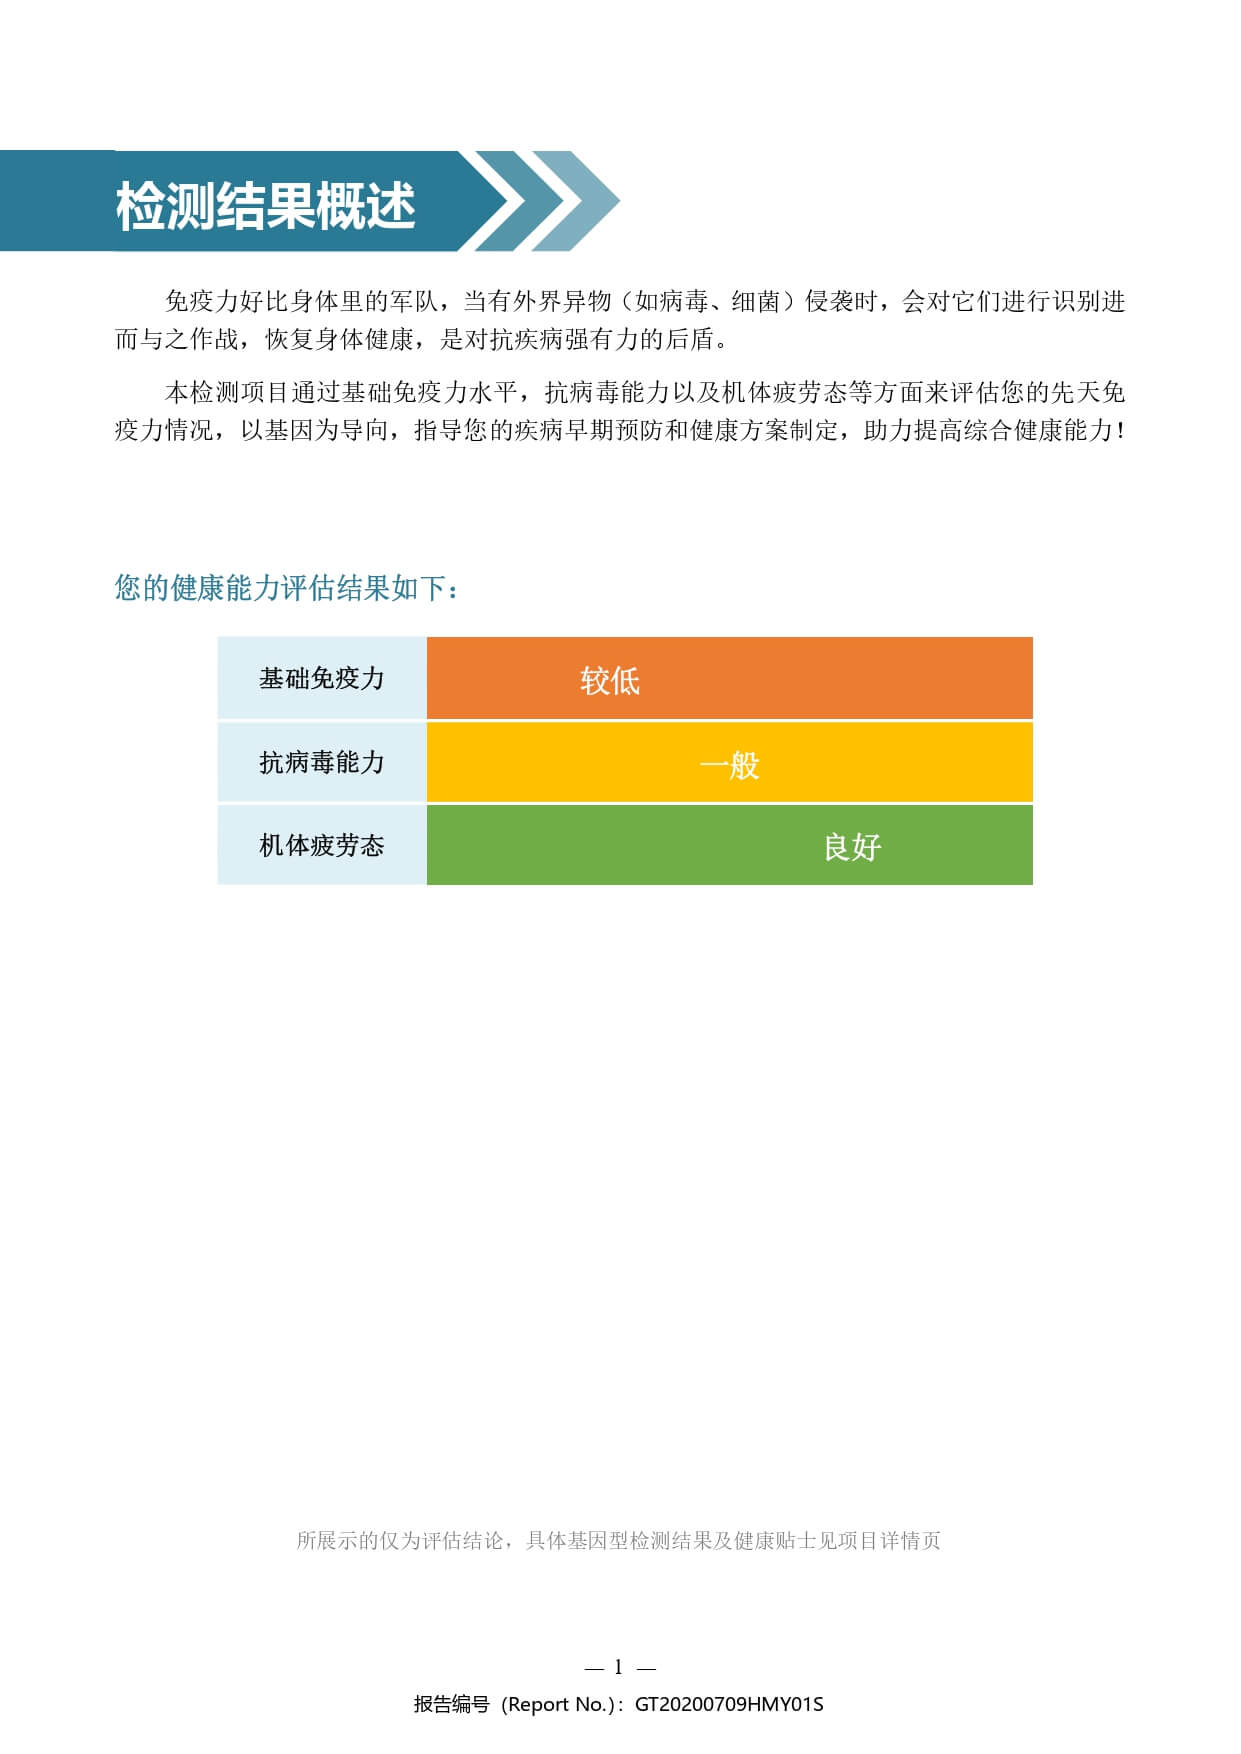 检测结果概述
免疫力好比身体里的军队，当有外界异物（如病毒、细菌）侵袭时，会对它们进行识别进
而与之作战，恢复身体健康，是对抗疾病强有力的后盾。
本检测项目通过基础免疫力水平，抗病毒能力以及机体疲劳态等方面来评估您的先天免
疫力情况，以基因为导向，指导您的疾病早期预防和健康方案制定，助力提高综合健康能力！
您的健康能力评估结果如下：
基础免疫力 较低
抗病毒能力 一般
机体疲劳态 良好
所展示的仅为评估结论，具体基因型检测结果及健康贴士见项目详情页
— 1 —
报告编号 (Report No.)：GT20200709HMY01S